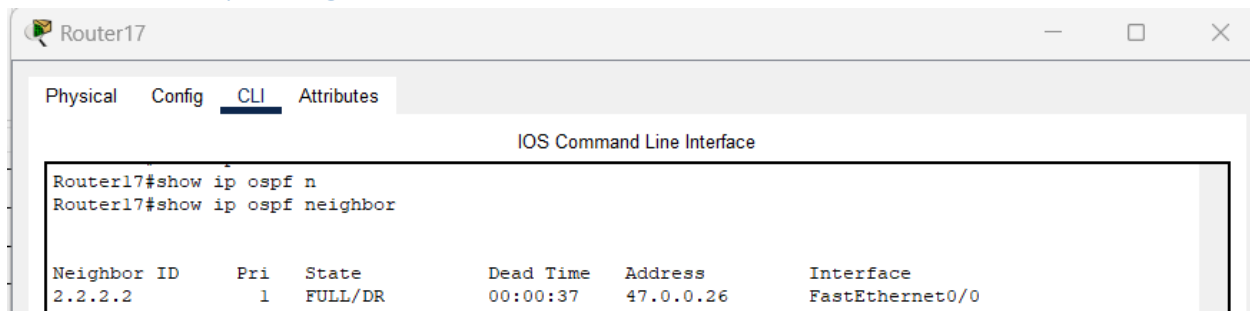 Router17
Physical Config CLI Attributes
IOS Command Line Interface
Router17#show ip ospf n
Router17#show ip ospf neighbor
Neighbor ID Pri State Dead Time Address Interface
2.2.2.2 1 FULL/DR 00:00:37 47.0.0.26 FastEthernet0/0